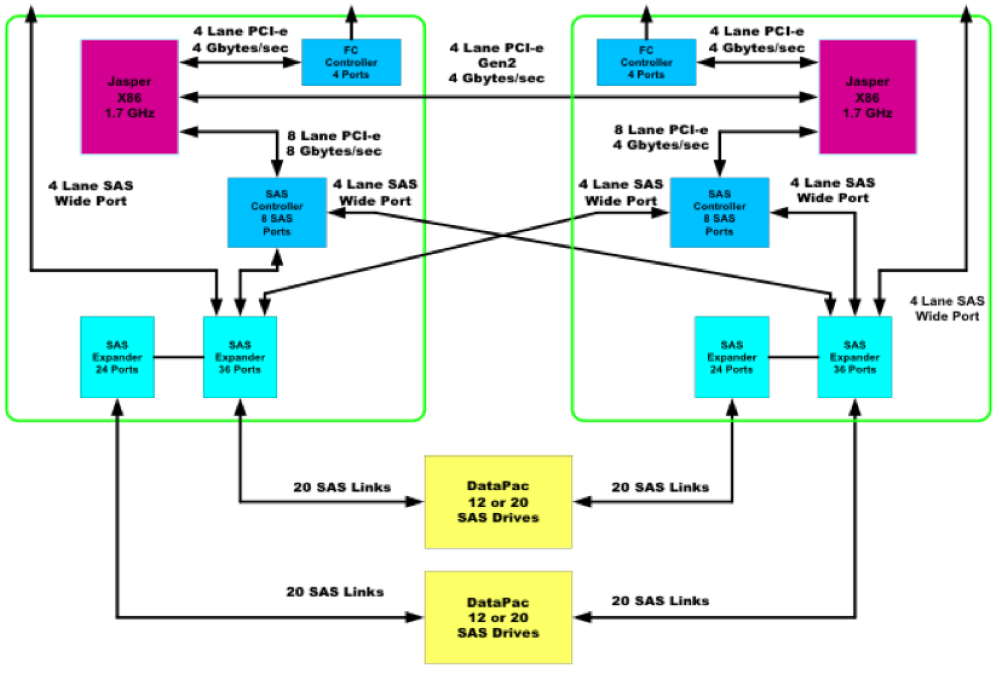 4 Lane PCI-e
4 Gbytes/sec
FC
Controller
4 Ports
4 Lane PCI-e
Gen2
4 Gbytes/sec
FC
Controller
4 Ports
4 Lane PCI-e
4 Gbytes/sec
Jasper
X86
1.7 GHz
Jasper
X86
1.7 GHz
8 Lane PCI-e
8 Gbytes/sec
8 Lane PCI-e
4 Gbytes/sec
4 Lane SAS
Wide Port
SAS
Controller
8 SAS
Ports
4 Lane SAS
Wide Port
4 Lane SAS
Wide Port
SAS
Controller
8 SAS
Ports
4 Lane SAS
Wide Port
4 Lane SAS
Wide Port
SAS
Expander
24 Ports
SAS
Expander
36 Ports
SAS
Expander
24 Ports
SAS
Expander
36 Ports
20 SAS Links
DataPac
12 or 20
SAS Drives
20 SAS Links
20 SAS Links
DataPac
12 or 20
SAS Drives
20 SAS Links